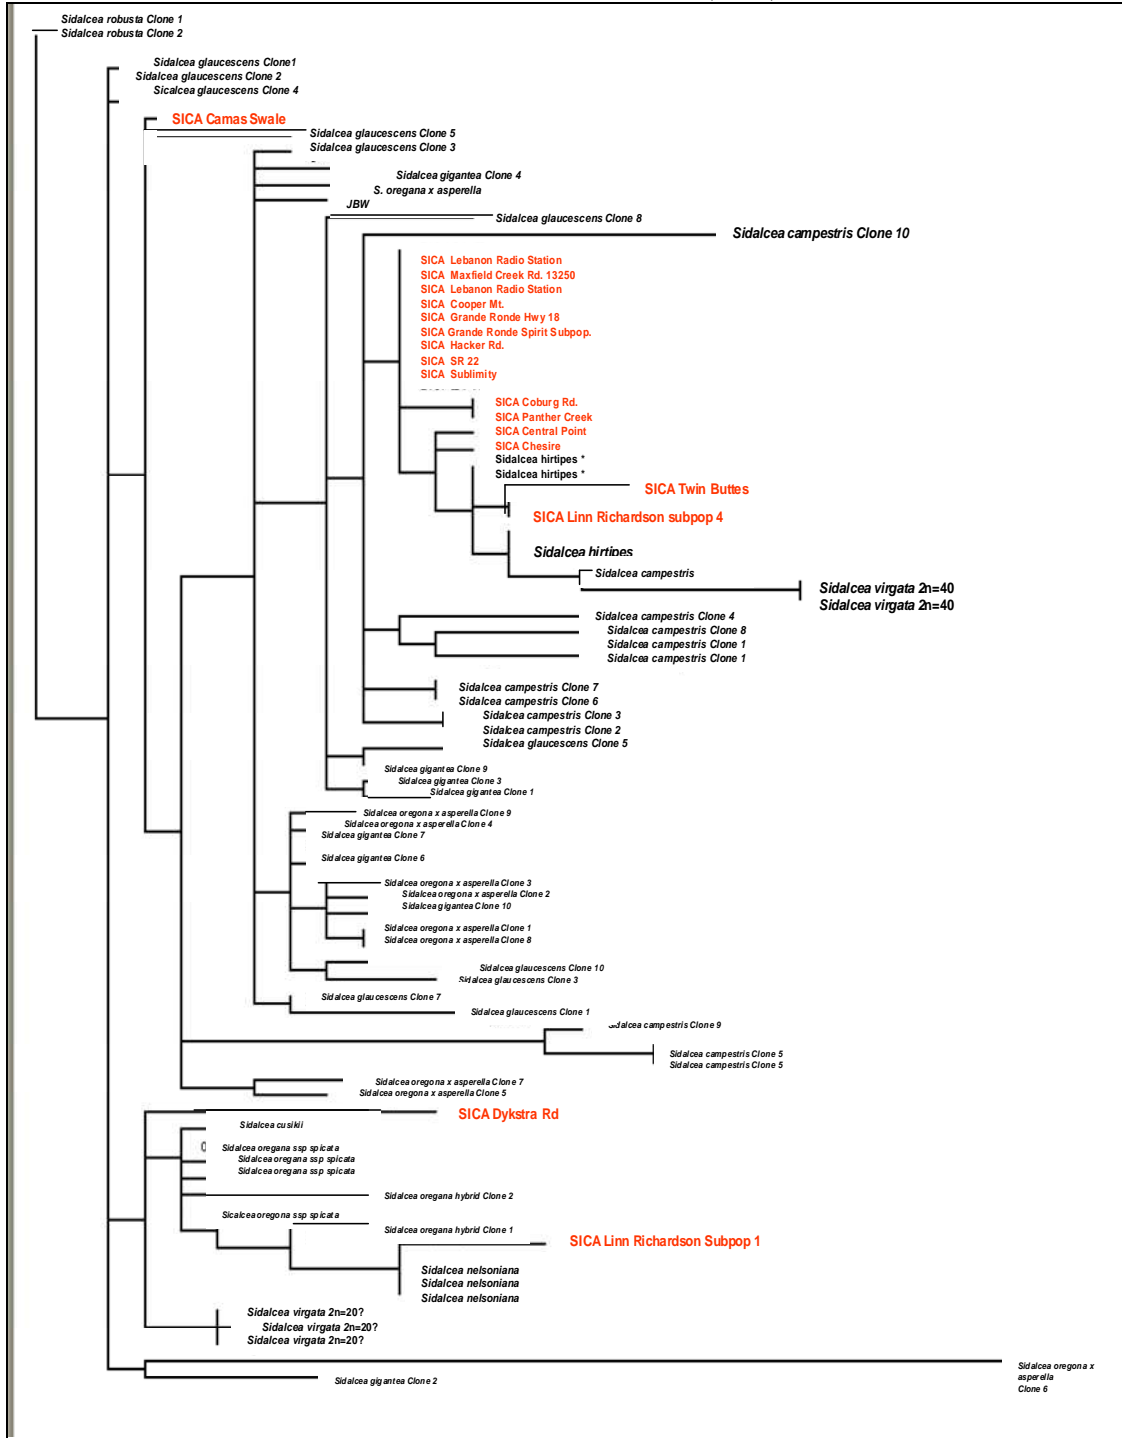 Sidalcea robusta Clone 1
Sidalcea robusta Clone 2
Sidalcea glaucescens Clone1
Sidalcea glaucescens Clone 2
Sicalcea glaucescens Clone 4
SICA Camas Swale
Sidalcea glaucescens Clone 5
Sidalcea glaucescens Clone 3
Sidalcea gigantea Clone 4
S. oregana x asperella
JBW
Sidalcea glaucescens Clone 8
Sidalcea campestris Clone 10
SICA Lebanon Radio Station
SICA Maxfield Creek Rd. 13250
SICA Lebanon Radio Station
SICA Cooper Mt.
SICA Grande Ronde Hwy 18
SICA Grande Ronde Spirit Subpop.
SICA Hacker Rd.
SICA SR 22
SICA Sublimity
SICA Coburg Rd.
SICA Panther Creek
SICA Central Point
SICA Chesire
Sidalcea hirtipes *
Sidalcea hirtipes *
SICA Twin Buttes
SICA Linn Richardson subpop 4
Sidalcea hirtipes
Sidalcea campestris
Sidalcea virgata 2n=40
Sidalcea virgata 2n=40
Sidalcea campestris Clone 4
Sidalcea campestris Clone 8
Sidalcea campestris Clone 1
Sidalcea campestris Clone 1
Sidalcea campestris Clone 7
Sidalcea campestris Clone 6
Sidalcea campestris Clone 3
Sidalcea campestris Clone 2
Sidalcea glaucescens Clone 5
Sidalcea gigantea Clone 9
Sidalcea gigantea Clone 3
Sidalcea gigantea Clone 1
Sidalcea oregona x asperella Clone 9
Sidalcea oregona x asperella Clone 4
Sidalcea gigantea Clone 7
Sidalcea gigantea Clone 6
Sidalcea oregona x asperella Clone 3
Sidalcea oregona x asperella Clone 2
Sidalcea gigantea Clone 10
Sidalcea oregona x asperella Clone 1
Sidalcea oregona x asperella Clone 8
Sidalcea glaucescens Clone 10
Sidalcea glaucescens Clone 3
Sidalcea glaucescens Clone 7
Sidalcea glaucescens Clone 1
Sidalcea campestris Clone 9
Sidalcea campestris Clone 5
Sidalcea campestris Clone 5
Sidalcea oregona x asperella Clone 7
Sidalcea oregona x asperella Clone 5
SICA Dykstra Rd
Sidalcea cusikii
Sidalcea oregana ssp spicata
Sidalcea oregana ssp spicata
Sidalcea oregana ssp spicata
Sidalcea oregana hybrid Clone 2
Sicalcea oregona ssp spicata
Sidalcea oregana hybrid Clone 1
SICA Linn Richardson Subpop 1
Sidalcea nelsoniana
Sidalcea nelsoniana
Sidalcea nelsoniana
Sidalcea virgata 2n=20?
Sidalcea virgata 2n=20?
Sidalcea virgata 2n=20?
Sidalcea oregona x
asperella
Clone 6
Sidalcea gigantea Clone 2